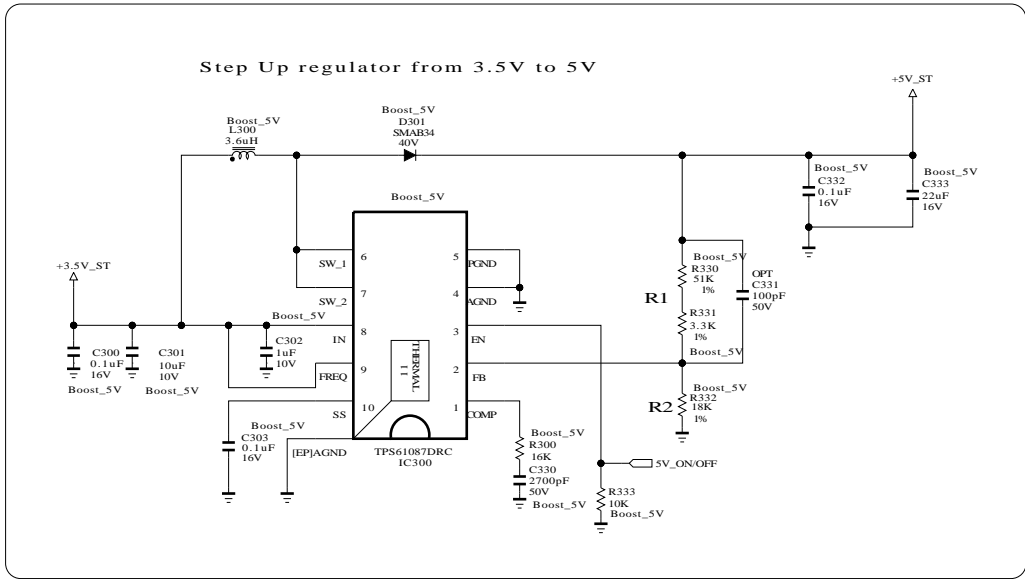 Step Up regulator from 3.5V to 5V
+5V_ST
Boost_5V
L300
3.6uH
Boost_5V
D301
SMAB34
40V
Boost_5V
C332
0.1uF
16V
Boost_5V
C333
22uF
16V
Boost_5V
6
SW_1
7
SW_2
8
IN
9
FREQ
10
SS
5
PGND
4
AGND
3
EN
2
FB
1
COMP
THERMAL
11
[EP]AGND
TPS61087DRC
IC300
+3.5V_ST
C300
0.1uF
16V
Boost_5V
C301
10uF
10V
Boost_5V
Boost_5V
C302
1uF
10V
Boost_5V
C303
0.1uF
16V
Boost_5V
R300
16K
C330
2700pF
50V
Boost_5V
R1
Boost_5V
R330
51K
1%
R331
3.3K
1%
Boost_5V
OPT
C331
100pF
50V
R2
Boost_5V
R332
18K
1%
5V_ON/OFF
R333
10K
Boost_5V